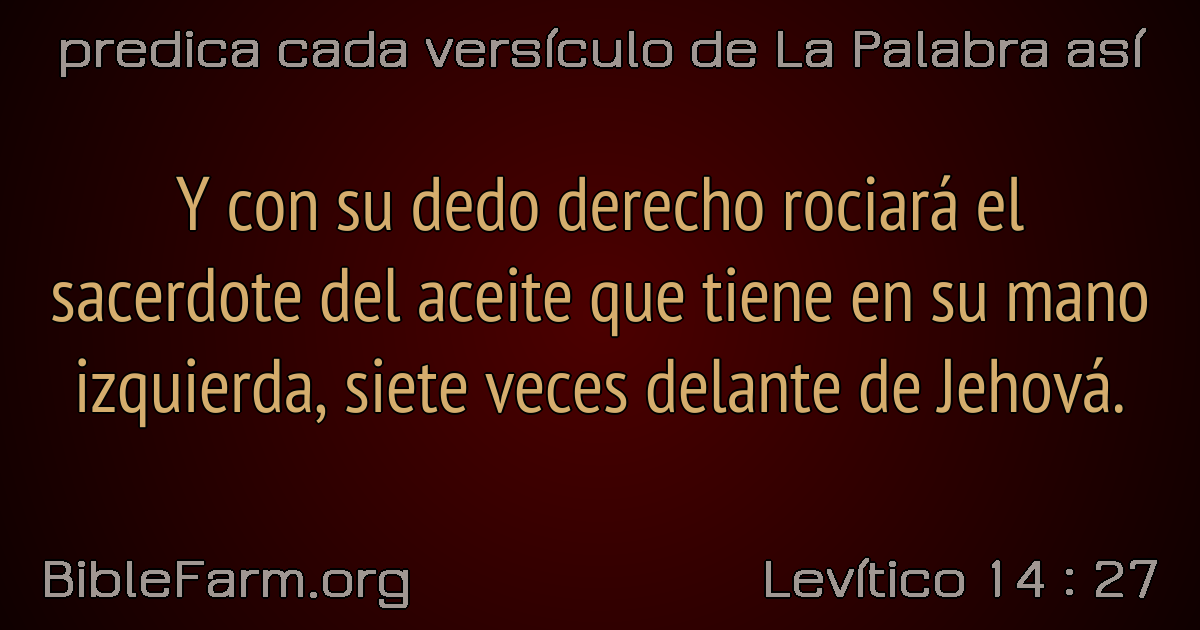 predica cada versículo de La Palabra así
Y con su dedo derecho rociará el
sacerdote del aceite que tiene en su mano
izquierda, siete veces delante de Jehová.
BibleFarm.org
Levítico 14 : 27